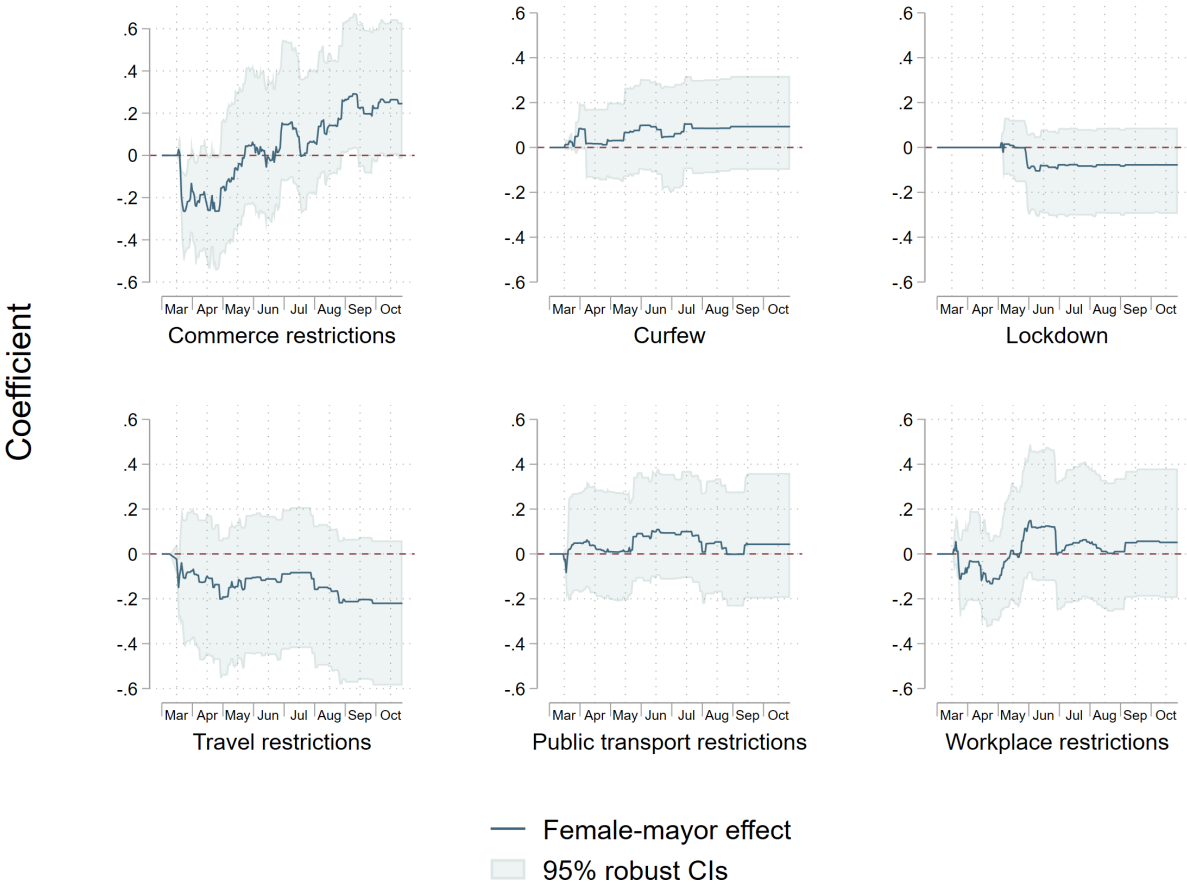 Coefficient
.6
.4
.2
0
-.2
-.4
-.6
Mar Apr May Jun Jul Aug Sep Oct
Commerce restrictions
.6
.4
.2
0
-.2
-.4
-.6
Mar Apr May Jun Jul Aug Sep Oct
Curfew
.6
.4
.2
0
-.2
-.4
-.6
Mar Apr May Jun Jul Aug Sep Oct
Lockdown
.6
.4
.2
0
-.2
-.4
-.6
Mar Apr May Jun Jul Aug Sep Oct
Travel restrictions
.6
.4
.2
0
-.2
-.4
-.6
Mar Apr May Jun Jul Aug Sep Oct
Public transport restrictions
.6
.4
.2
0
-.2
-.4
-.6
Mar Apr May Jun Jul Aug Sep Oct
Workplace restrictions
Female-mayor effect
95% robust CIs